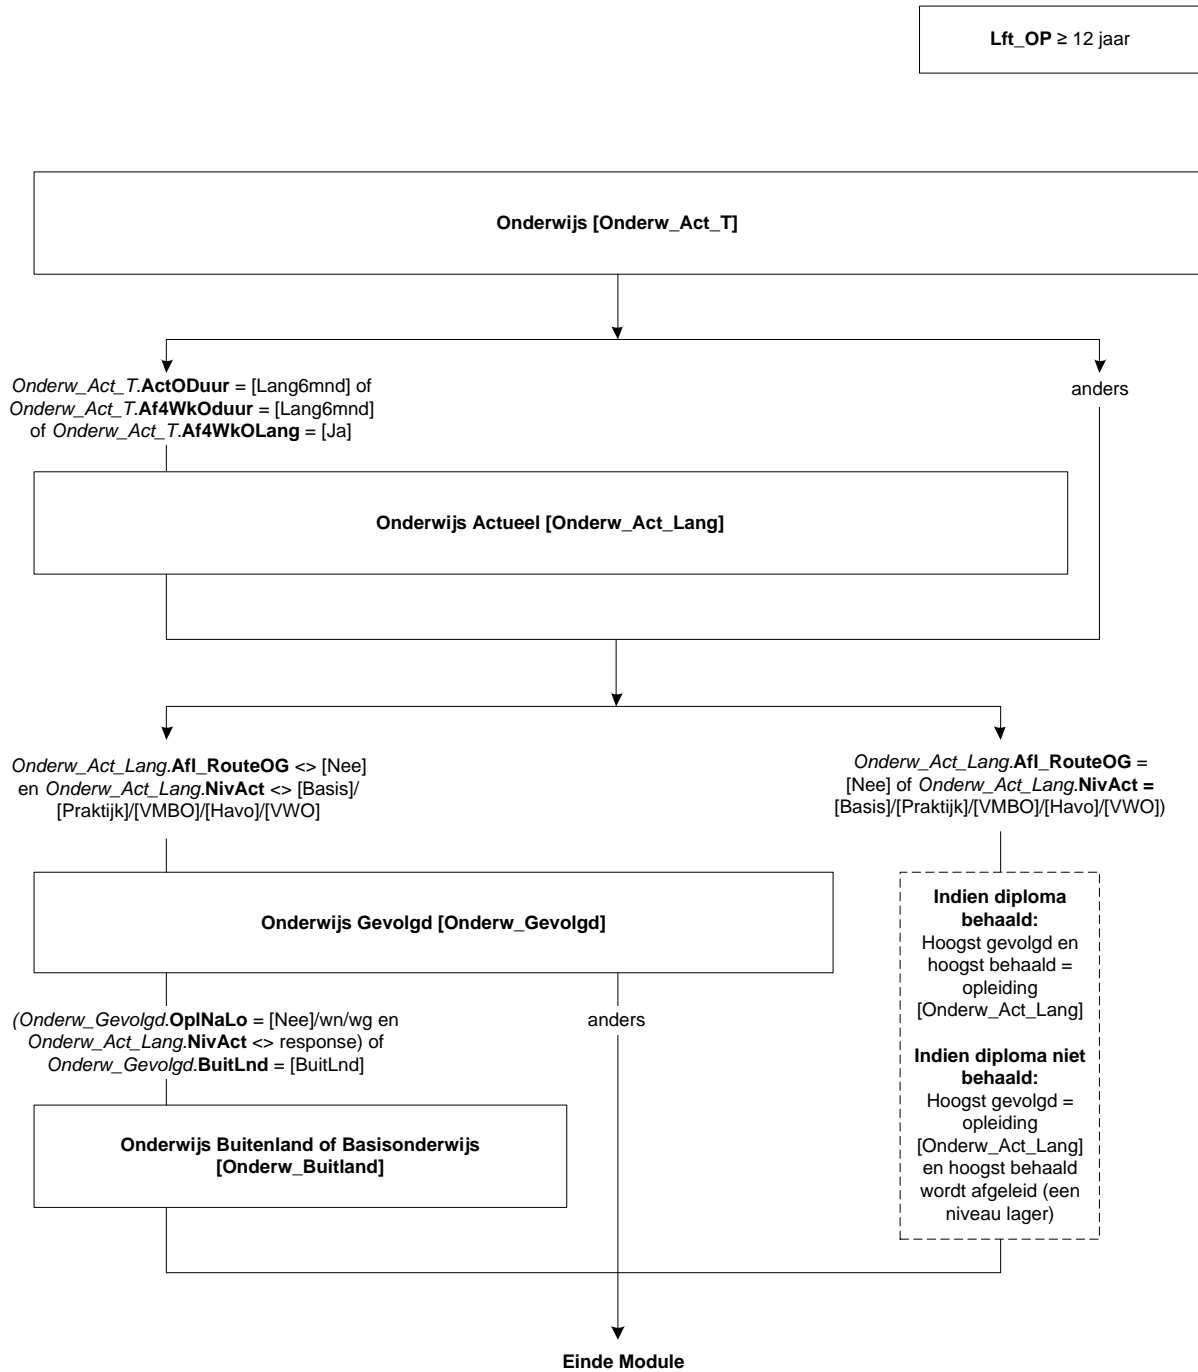 Lft_OP ≥ 12 jaar
Onderwijs [Onderw_Act_T]
Onderw_Act_T.ActODuur = [Lang6mnd] of
Onderw_Act_T.Af4WkOduur = [Lang6mnd]
of Onderw_Act_T.Af4WkOLang = [Ja]
anders
Onderwijs Actueel [Onderw_Act_Lang]
Onderw_Act_Lang.Afl_RouteOG <> [Nee]
en Onderw_Act_Lang.NivAct <> [Basis]/
[Praktijk]/[VMBO]/[Havo]/[VWO]
Onderw_Act_Lang.Afl_RouteOG =
[Nee] of Onderw_Act_Lang.NivAct =
[Basis]/[Praktijk]/[VMBO]/[Havo]/[VWO])
Onderwijs Gevolgd [Onderw_Gevolgd]
Indien diploma
behaald:
Hoogst gevolgd en
hoogst behaald =
opleiding
[Onderw_Act_Lang]
Indien diploma niet
behaald:
Hoogst gevolgd =
opleiding
[Onderw_Act_Lang]
en hoogst behaald
wordt afgeleid (een
niveau lager)
(Onderw_Gevolgd.OplNaLo = [Nee]/wn/wg en
Onderw_Act_Lang.NivAct <> response) of
Onderw_Gevolgd.BuitLnd = [BuitLnd]
anders
Onderwijs Buitenland of Basisonderwijs
[Onderw_Buitland]
Einde Module